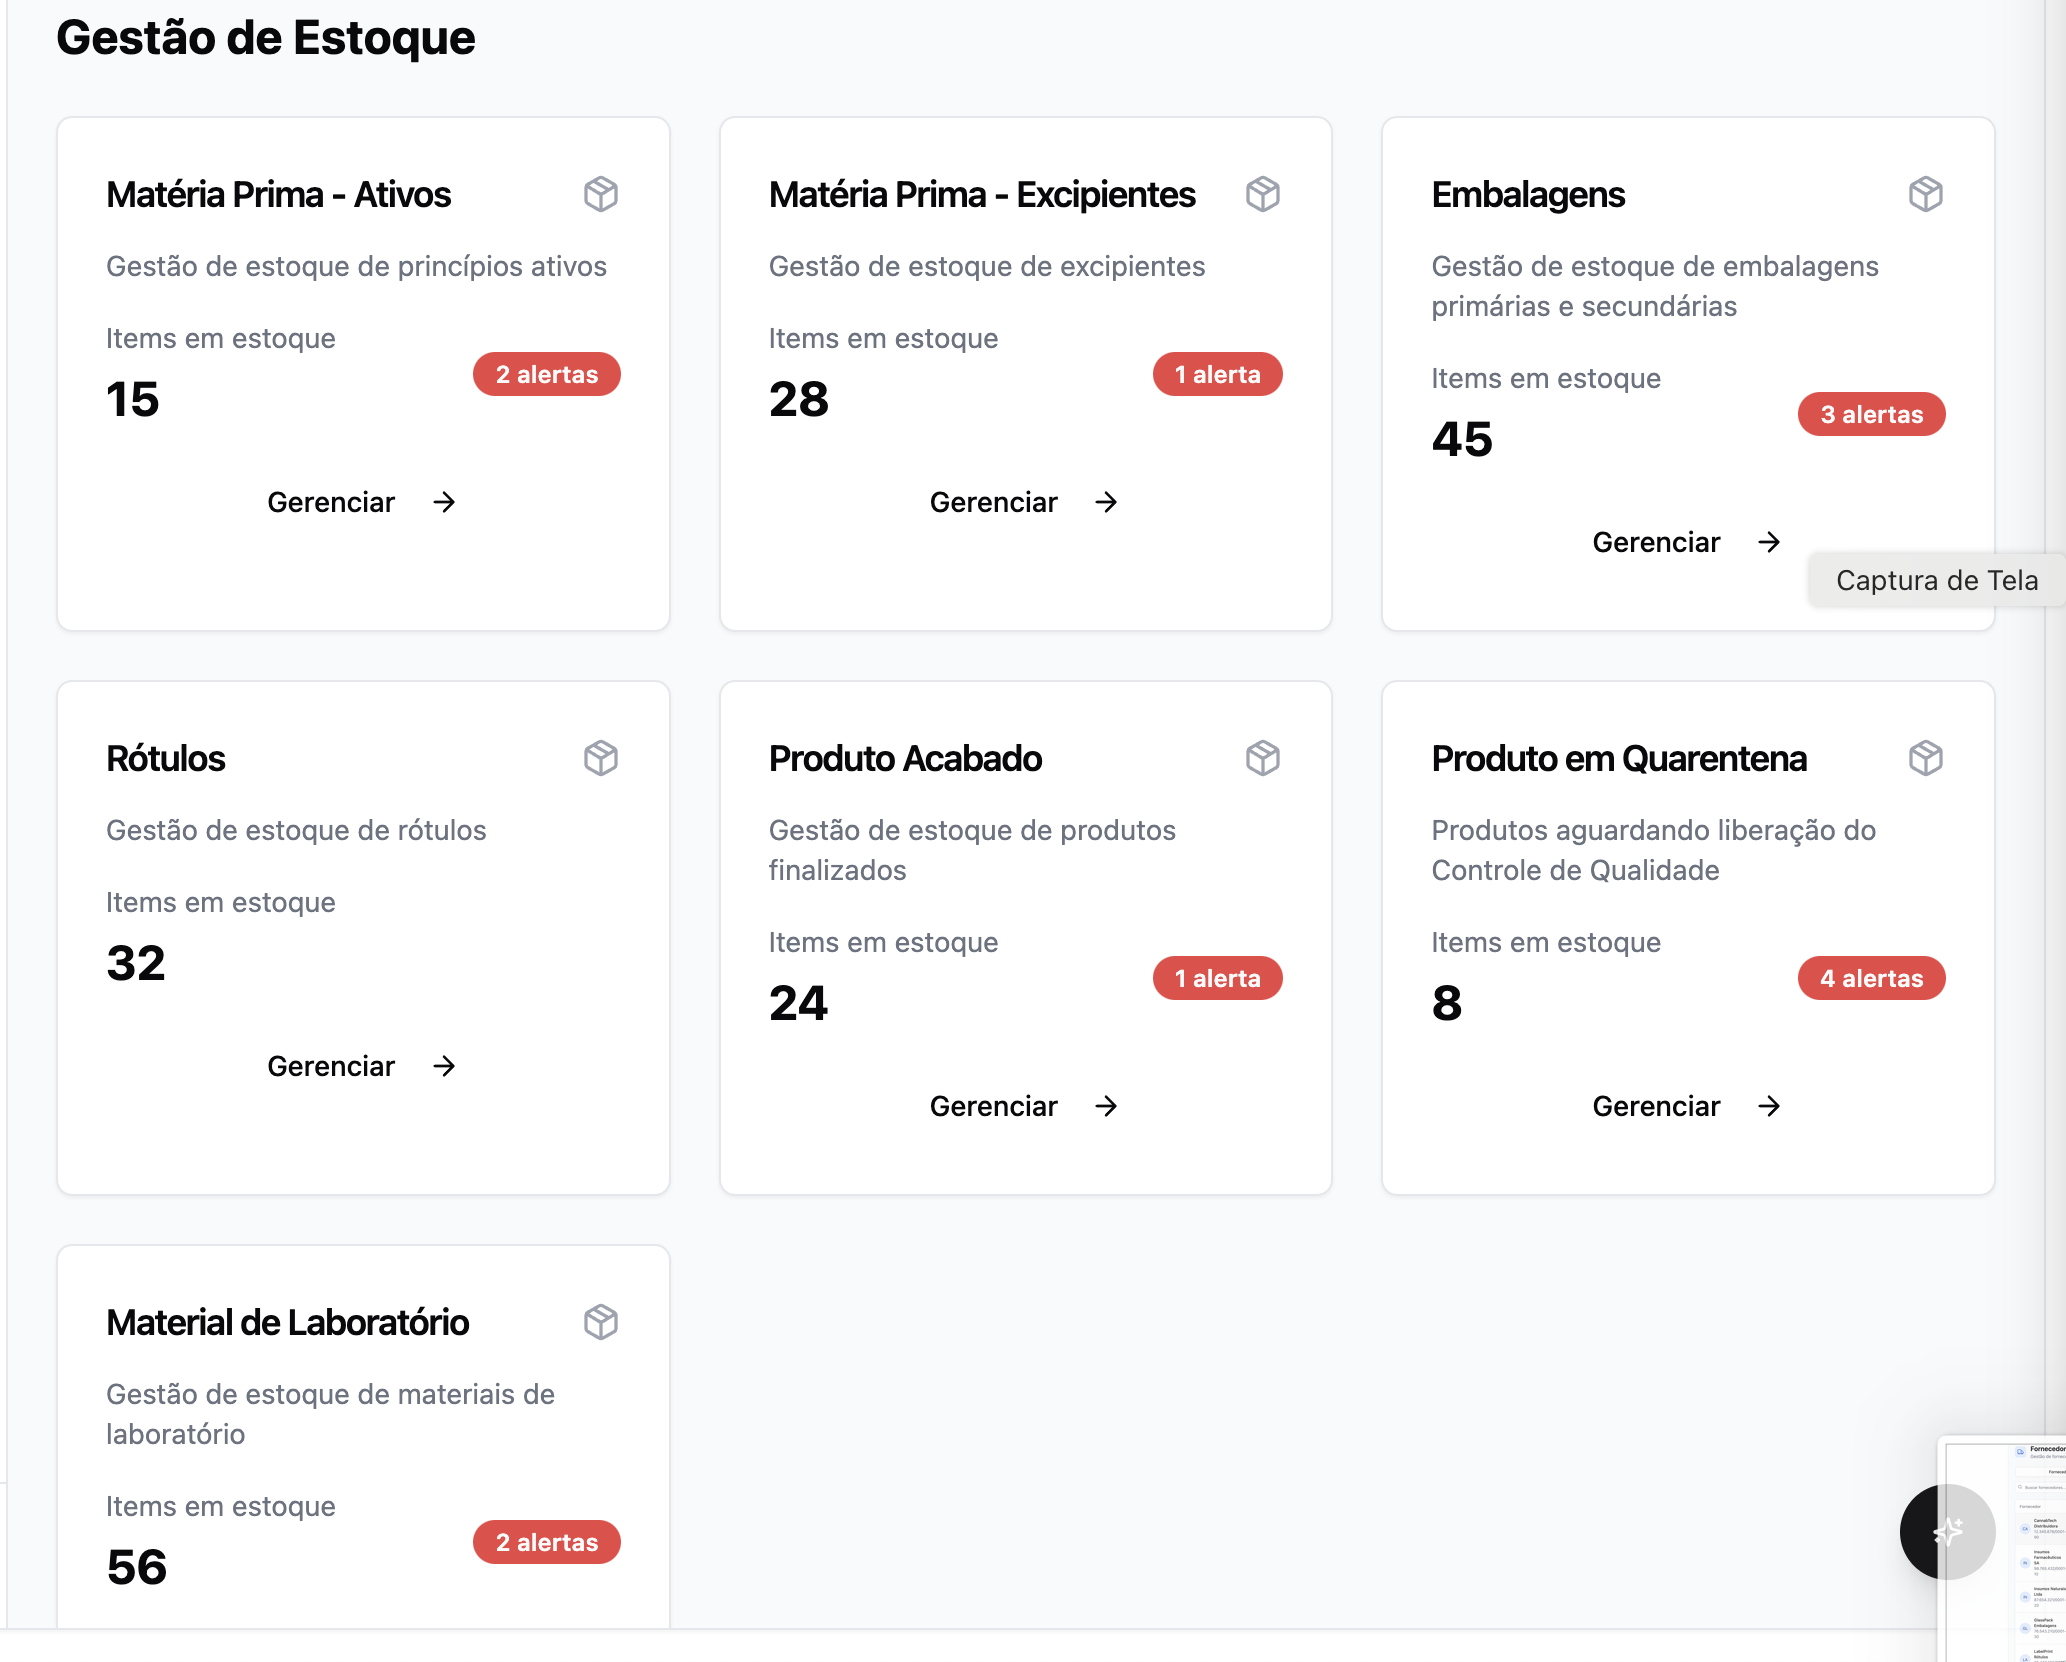 Gestão de Estoque
Matéria Prima - Ativos
Gestão de estoque de princípios ativos
Items em estoque
15
2 alertas
Gerenciar
Matéria Prima - Excipientes
Gestão de estoque de excipientes
Items em estoque
28
1 alerta
Gerenciar
Embalagens
Gestão de estoque de embalagens
primárias e secundárias
Items em estoque
45
3 alertas
Gerenciar
Captura de Tela
Rótulos
Gestão de estoque de rótulos
Items em estoque
32
Gerenciar
Produto Acabado
Gestão de estoque de produtos
finalizados
Items em estoque
24
1 alerta
Gerenciar
Produto em Quarentena
Produtos aguardando liberação do
Controle de Qualidade
Items em estoque
8
4 alertas
Gerenciar
Material de Laboratório
Gestão de estoque de materiais de
laboratório
Items em estoque
56
2 alertas